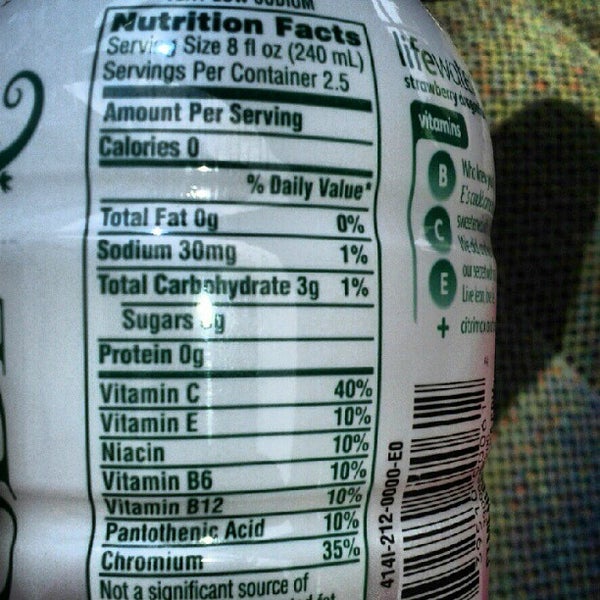 Nutrition Facts
Serving Size 8 fl oz (240 mL)
Servings Per Container 2.5
Amount Per Serving
Calories 0
% Daily Value*
Total Fat 0g 0%
Sodium 30mg 1%
Total Carbohydrate 3g 1%
Sugars
Protein 0g
Vitamin C 40%
Vitamin E 10%
Niacin 10%
Vitamin B6 10%
Vitamin B12 10%
Pantothenic Acid 10%
Chromium 35%
Not a significant source of
strawberry
vitamins
B
C
E
+
4141-212-0000-E0